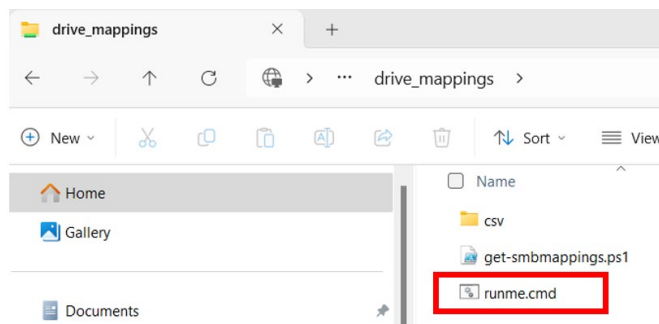 drive_mappings
drive_mappings
New
Sort
View
Home
Name
csv
Gallery
get-smbmappings.ps1
runme.cmd
Documents